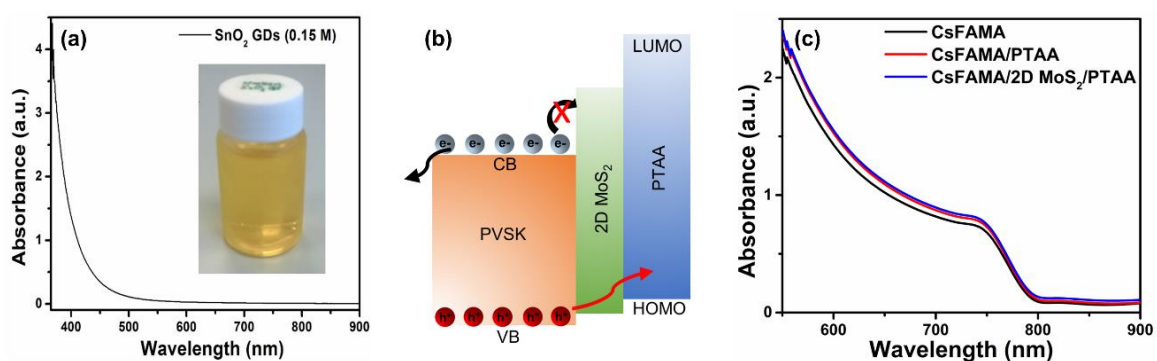 (a)
SnO₂ GDs (0.15 M)
Absorbance (a.u.)
4
3
2
1
0
400 500 600 700 800 900
Wavelength (nm)
(b)
LUMO
X
e- e- e- e- e-
CB
PVSK
2D MoS₂
PTAA
h⁺ h⁺ h⁺ h⁺ h⁺
VB
HOMO
(c)
CsFAMA
CsFAMA/PTAA
CsFAMA/2D MoS₂/PTAA
Absorbance (a.u.)
2
1
0
600 700 800 900
Wavelength (nm)